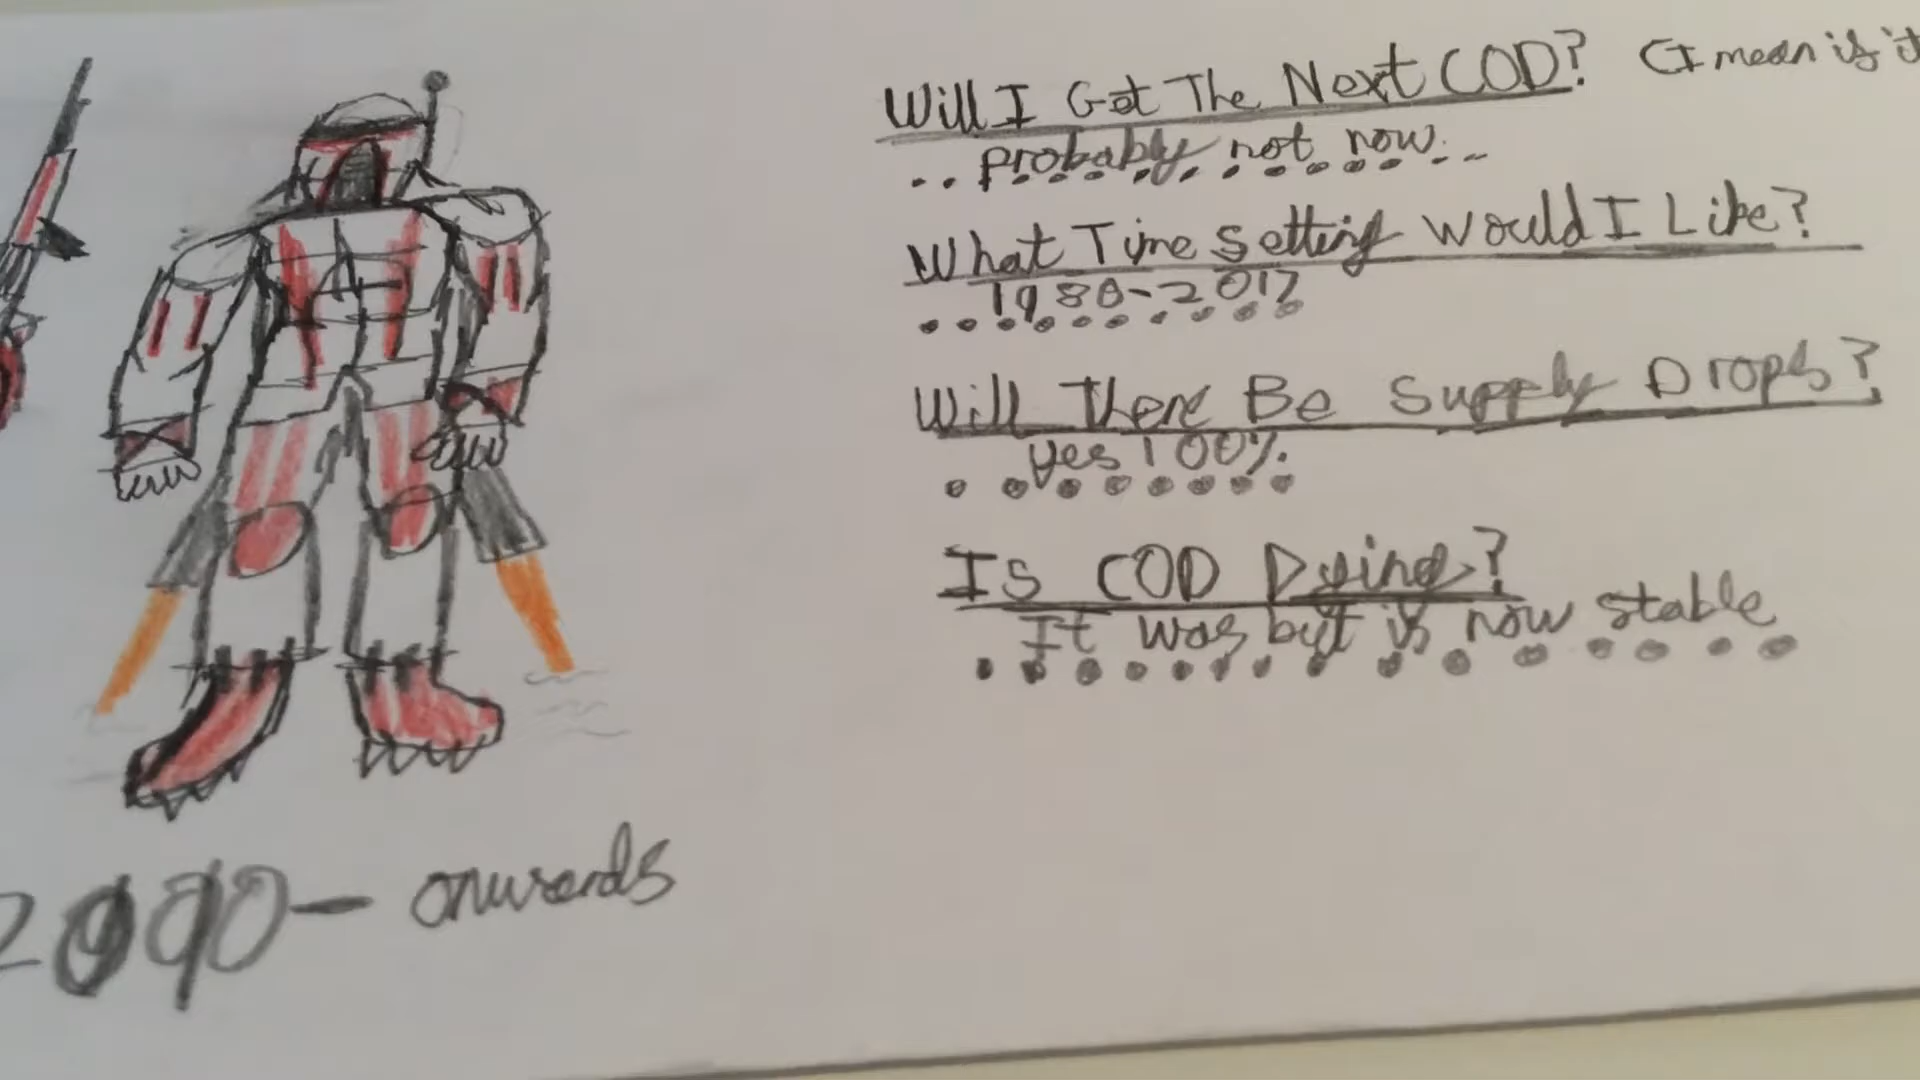 Will I Get The Next COD? (I mean if it
probably not now.
What Time Setting Would I Like?
1980-2017
Will There Be Supply Drops?
yes 100%.
Is COD Dying?
It was but is now stable
2090- onwards